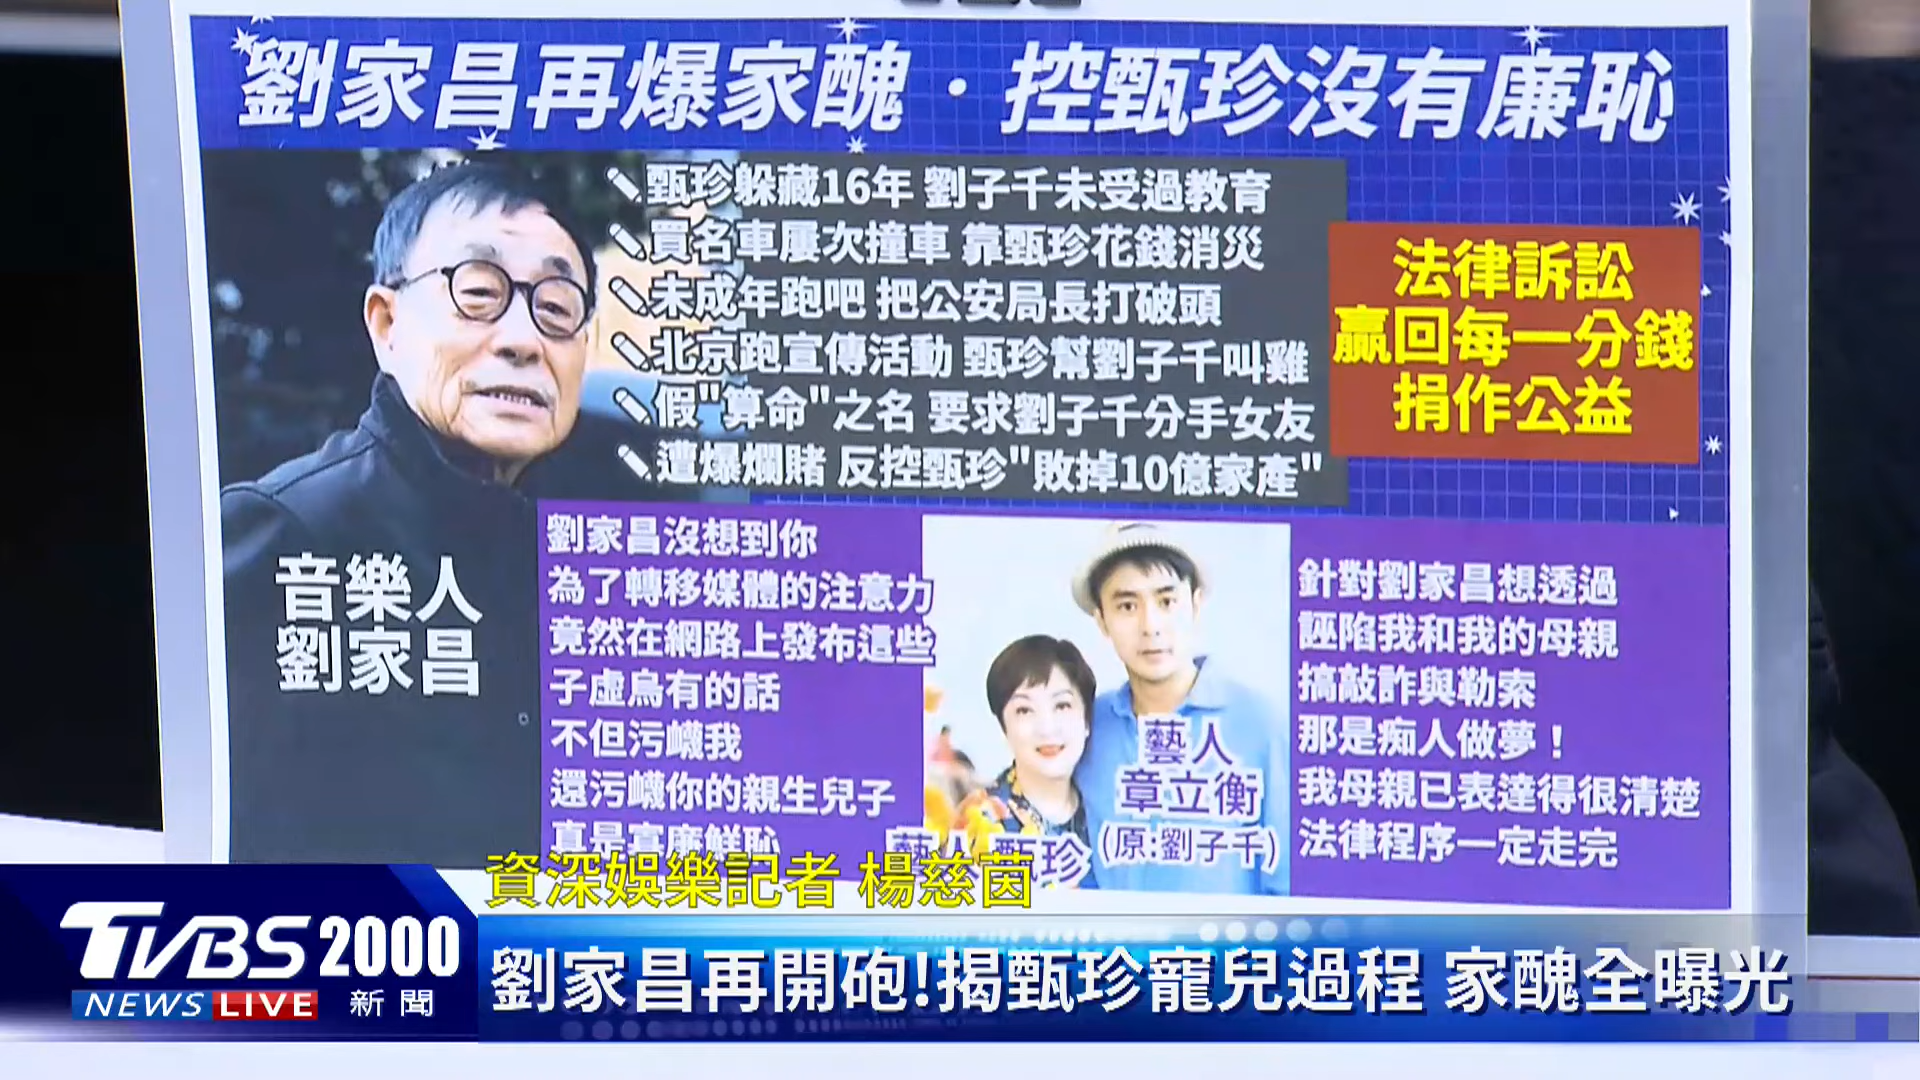 劉家昌再爆家醜·控甄珍沒有廉恥
甄珍躲藏16年 劉子千未受過教育
買名車屢次撞車 靠甄珍花錢消災
未成年跑吧 把公安局長打破頭
北京跑宣傳活動 甄珍幫劉子千叫雞
假"算命"之名 要求劉子千分手女友
遭爆爛賭 反控甄珍"敗掉10億家產"
法律訴訟
贏回每一分錢
捐作公益
音樂人
劉家昌
劉家昌沒想到你
為了轉移媒體的注意力
竟然在網路上發布這些
子虛烏有的話
不但污衊我
還污衊你的親生兒子
真是寡廉鮮恥
藝人 甄珍
藝人
章立衡
(原:劉子千)
針對劉家昌想透過
誣陷我和我的母親
搞敲詐與勒索
那是痴人做夢！
我母親已表達得很清楚
法律程序一定走完
資深娛樂記者 楊慈茵
TVBS 2000
NEWS LIVE 新聞
劉家昌再開砲!揭甄珍寵兒過程 家醜全曝光